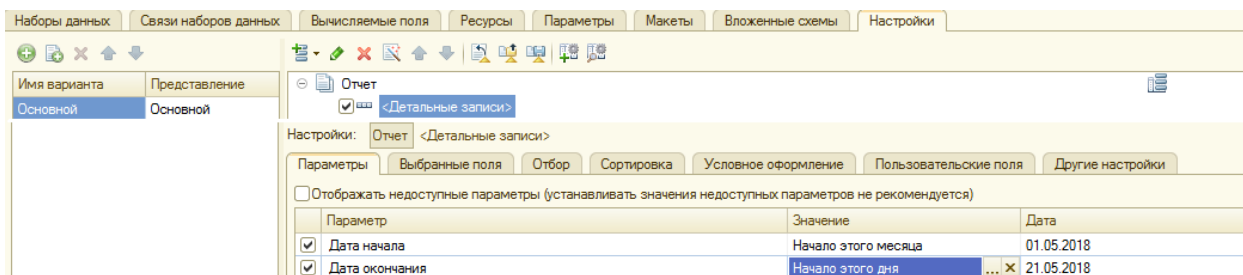 Наборы данных Связи наборов данных Вычисляемые поля Ресурсы Параметры Макеты Вложенные схемы Настройки
Имя варианта Представление
Основной Основной
Отчет
<Детальные записи>
Настройки: Отчет <Детальные записи>
Параметры Выбранные поля Отбор Сортировка Условное оформление Пользовательские поля Другие настройки
Отображать недоступные параметры (устанавливать значения недоступных параметров не рекомендуется)
Параметр Значение Дата
Дата начала Начало этого месяца 01.05.2018
Дата окончания Начало этого дня ... × 21.05.2018